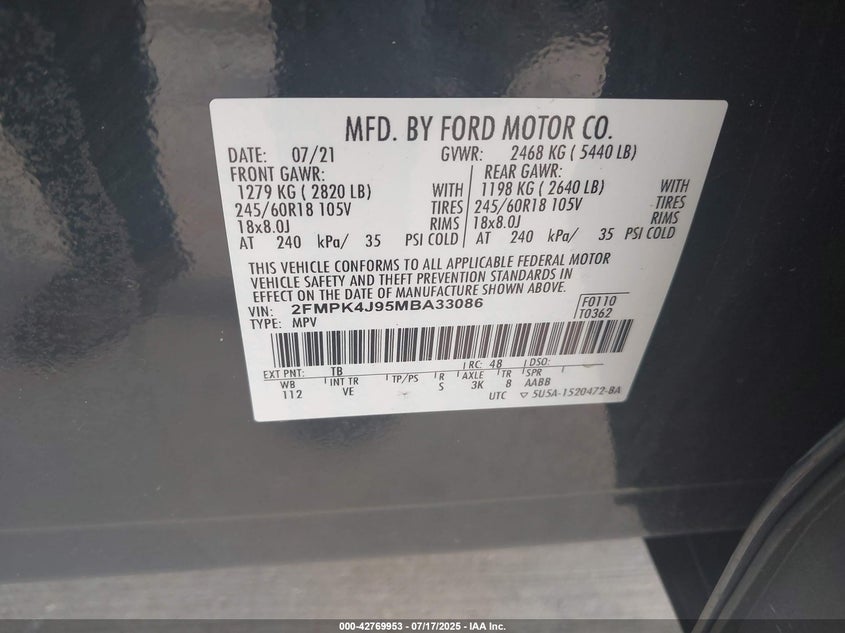 MFD. BY FORD MOTOR CO.
DATE: 07/21 GVWR: 2468 KG ( 5440 LB)
FRONT GAWR: REAR GAWR:
1279 KG ( 2820 LB) WITH 1198 KG ( 2640 LB) WITH
245/60R18 105V TIRES 245/60R18 105V TIRES
18x8.0J RIMS 18x8.0J RIMS
AT 240 kPa/ 35 PSI COLD AT 240 kPa/ 35 PSI COLD
THIS VEHICLE CONFORMS TO ALL APPLICABLE FEDERAL MOTOR
VEHICLE SAFETY AND THEFT PREVENTION STANDARDS IN
EFFECT ON THE DATE OF MANUFACTURE SHOWN ABOVE.
VIN: 2FMPK4J95MBA33086 F0110
TYPE: MPV T0362
EXT PNT: TB RC: 48 DSO:
WB INT TR TP/PS R AXLE TR SPR
112 VE S 3K 8 AABB
UTC ▽ 5U5A-1520472-BA
000-42769953 - 07/17/2025 - IAA Inc.